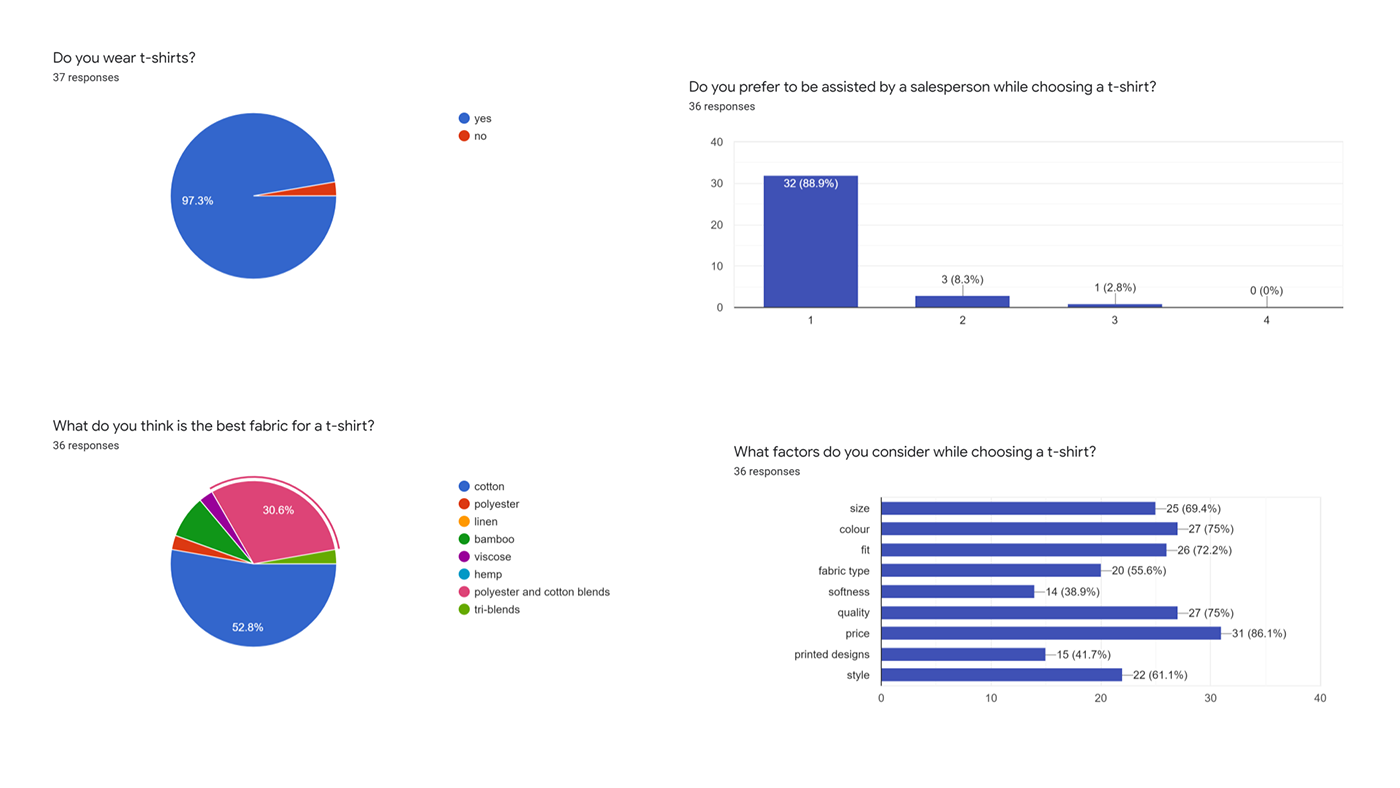 Do you wear t-shirts?
37 responses
yes
no
97.3%
Do you prefer to be assisted by a salesperson while choosing a t-shirt?
36 responses
40
30
20
10
0
32 (88.9%)
3 (8.3%)
1 (2.8%)
0 (0%)
1
2
3
4
What do you think is the best fabric for a t-shirt?
36 responses
30.6%
52.8%
cotton
polyester
linen
bamboo
viscose
hemp
polyester and cotton blends
tri-blends
What factors do you consider while choosing a t-shirt?
36 responses
size 25 (69.4%)
colour 27 (75%)
fit 26 (72.2%)
fabric type 20 (55.6%)
softness 14 (38.9%)
quality 27 (75%)
price 31 (86.1%)
printed designs 15 (41.7%)
style 22 (61.1%)
0 10 20 30 40